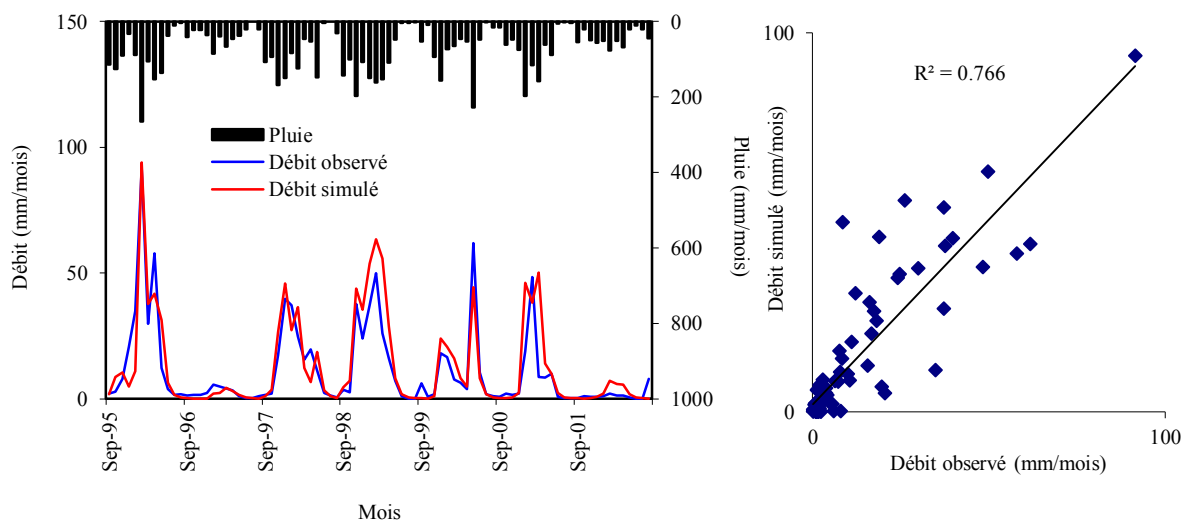 150
100
50
0
0
200
400
600
800
1000
Débit (mm/mois)
Pluie (mm/mois)
Pluie
Débit observé
Débit simulé
Sep-95
Sep-96
Sep-97
Sep-98
Sep-99
Sep-00
Sep-01
Mois
100
0
0
100
R² = 0.766
Débit simulé (mm/mois)
Débit observé (mm/mois)